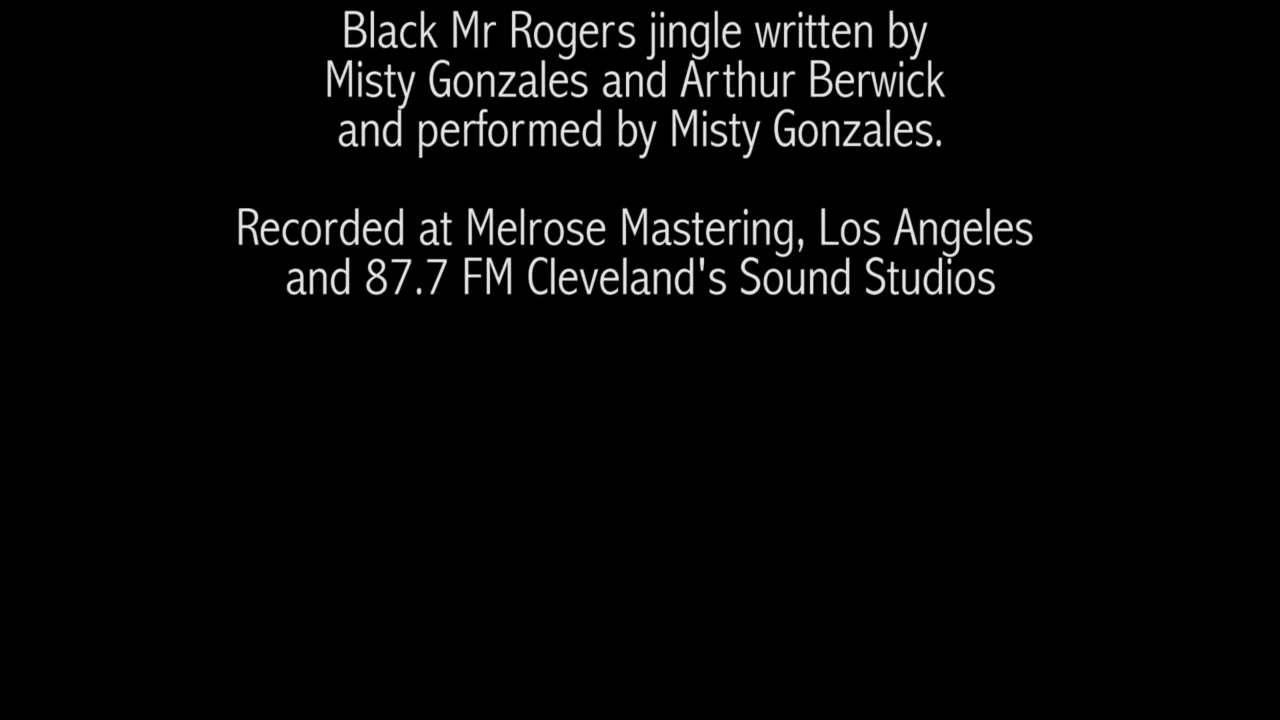 Black Mr Rogers jingle written by
Misty Gonzales and Arthur Berwick
and performed by Misty Gonzales.
Recorded at Melrose Mastering, Los Angeles
and 87.7 FM Cleveland's Sound Studios